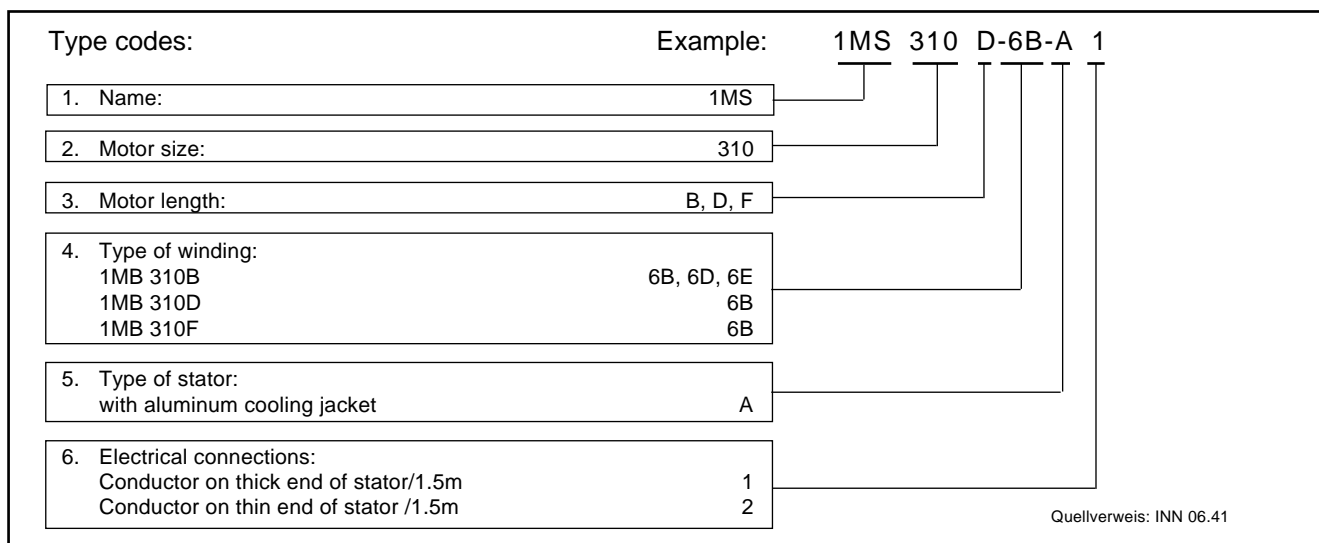 Type codes: Example: 1MS 310 D-6B-A 1
1. Name: 1MS
2. Motor size: 310
3. Motor length: B, D, F
4. Type of winding:
1MB 310B 6B, 6D, 6E
1MB 310D 6B
1MB 310F 6B
5. Type of stator:
with aluminum cooling jacket A
6. Electrical connections:
Conductor on thick end of stator/1.5m 1
Conductor on thin end of stator /1.5m 2
Quellverweis: INN 06.41